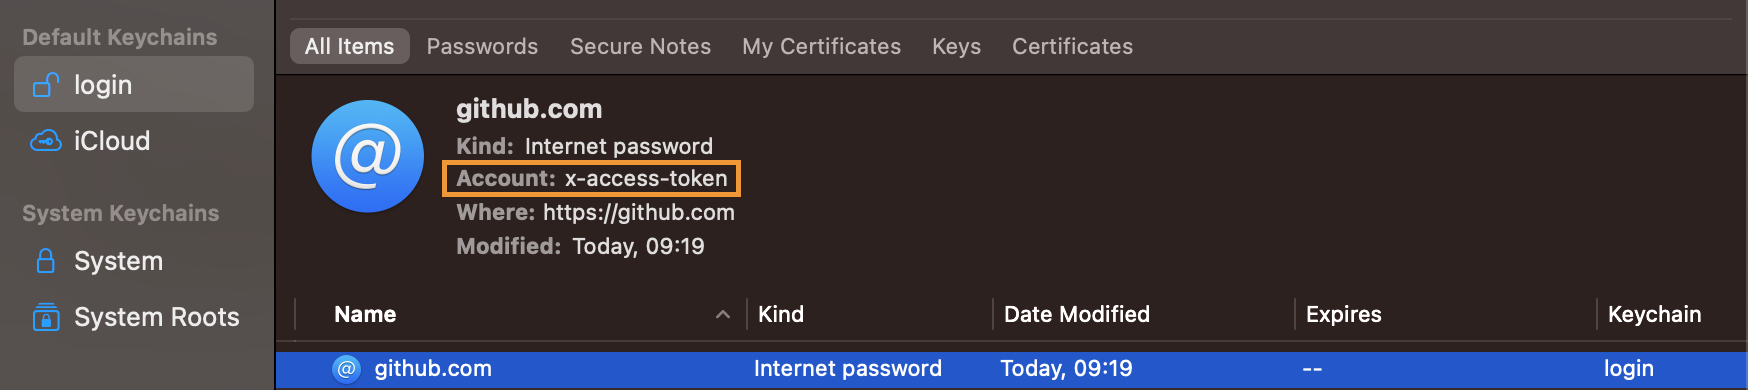 Default Keychains
login
iCloud
System Keychains
System
System Roots
All Items Passwords Secure Notes My Certificates Keys Certificates
@
github.com
Kind: Internet password
Account: x-access-token
Where: https://github.com
Modified: Today, 09:19
Name Kind Date Modified Expires Keychain
@ github.com Internet password Today, 09:19 -- login